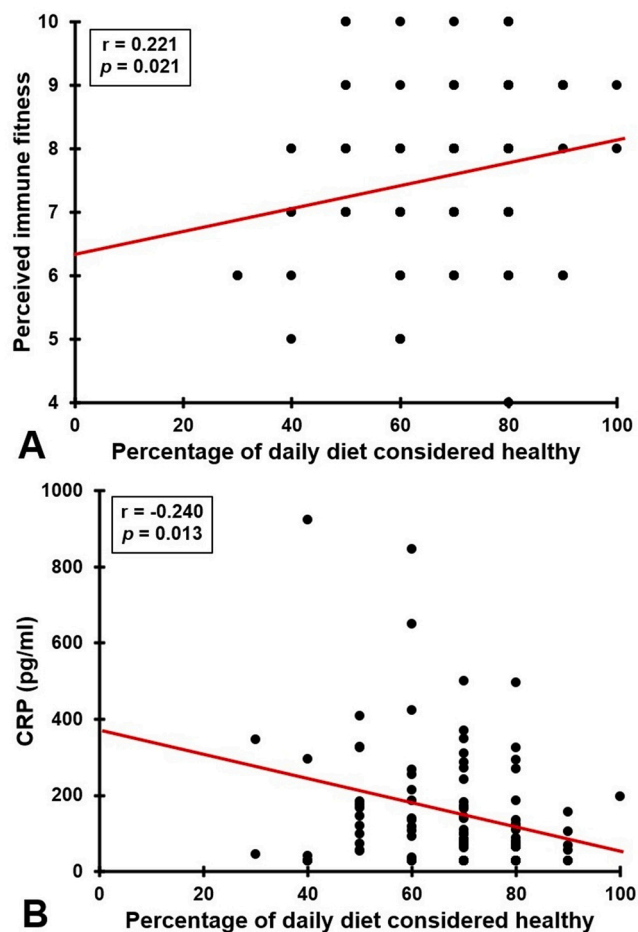 10
9
8
7
6
5
4
Perceived immune fitness
r = 0.221
p = 0.021
0 20 40 60 80 100
A Percentage of daily diet considered healthy
1000
800
600
400
200
0
CRP (pg/ml)
r = -0.240
p = 0.013
0 20 40 60 80 100
B Percentage of daily diet considered healthy